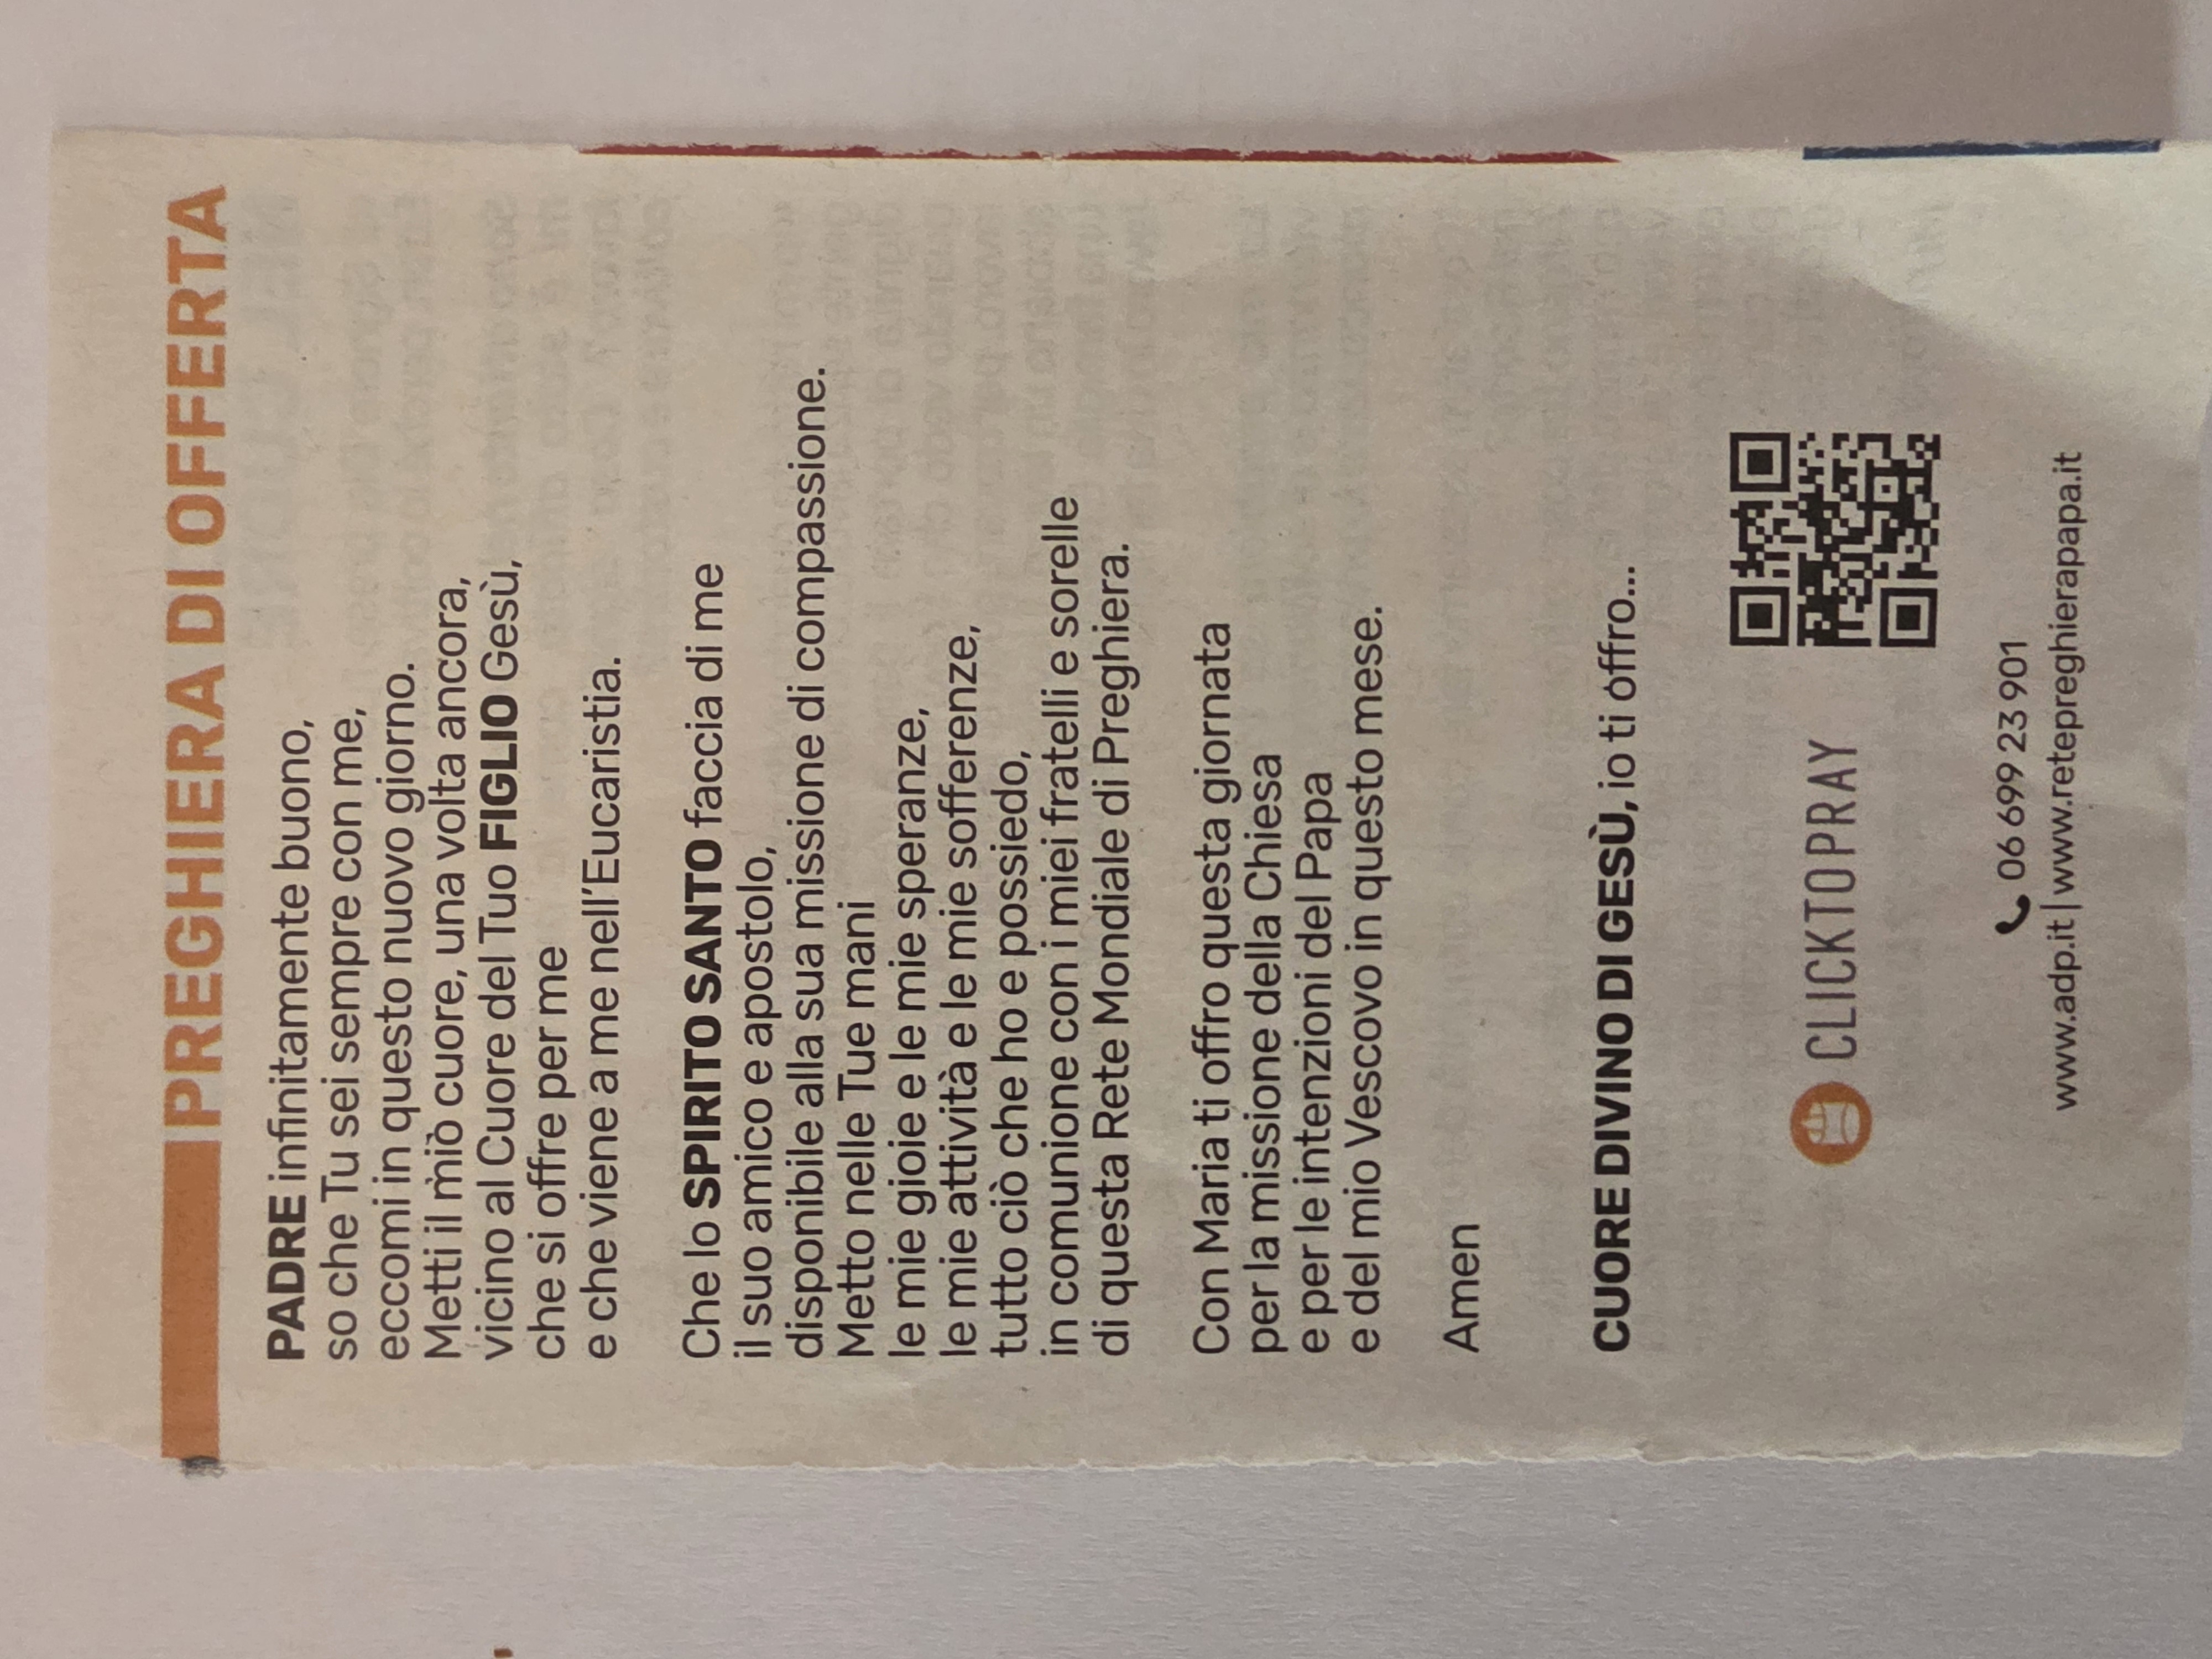 PREGHIERA DI OFFERTA
PADRE infinitamente buono,
so che Tu sei sempre con me,
eccomi in questo nuovo giorno.
Metti il mio cuore, una volta ancora,
vicino al Cuore del Tuo FIGLIO Gesù,
che si offre per me
e che viene a me nell'Eucaristia.
Che lo SPIRITO SANTO faccia di me
il suo amico e apostolo,
disponibile alla sua missione di compassione.
Metto nelle Tue mani
le mie gioie e le mie speranze,
le mie attività e le mie sofferenze,
tutto ciò che ho e possiedo,
in comunione con i miei fratelli e sorelle
di questa Rete Mondiale di Preghiera.
Con Maria ti offro questa giornata
per la missione della Chiesa
e per le intenzioni del Papa
e del mio Vescovo in questo mese.
Amen
CUORE DIVINO DI GESÙ, io ti offro...
CLICK TO PRAY
06 699 23 901
www.adp.it | www.retepreghierapapa.it